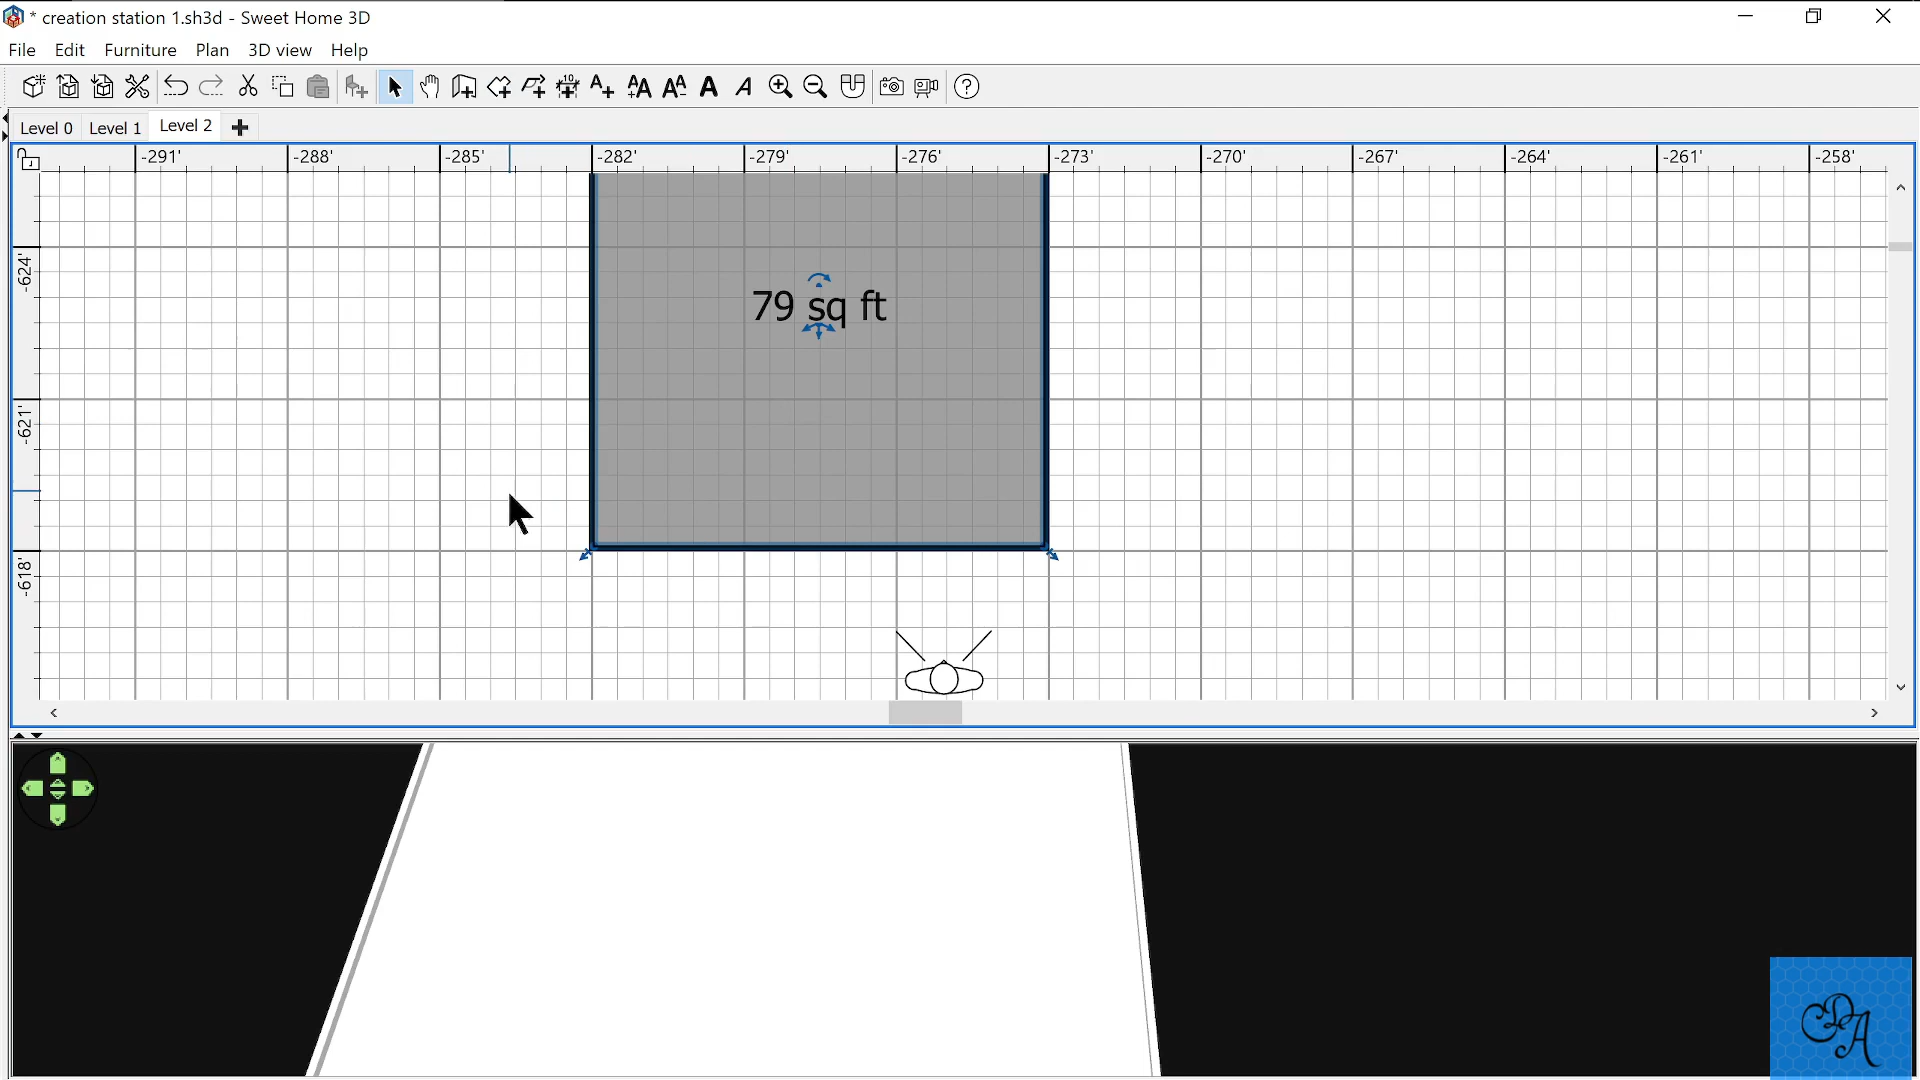 * creation station 1.sh3d - Sweet Home 3D
File Edit Furniture Plan 3D view Help
Level 0 Level 1 Level 2
-291' -288' -285' -282' -279' -276' -273' -270' -267' -264' -261' -258'
-624'
79 sq ft
-621'
-618'